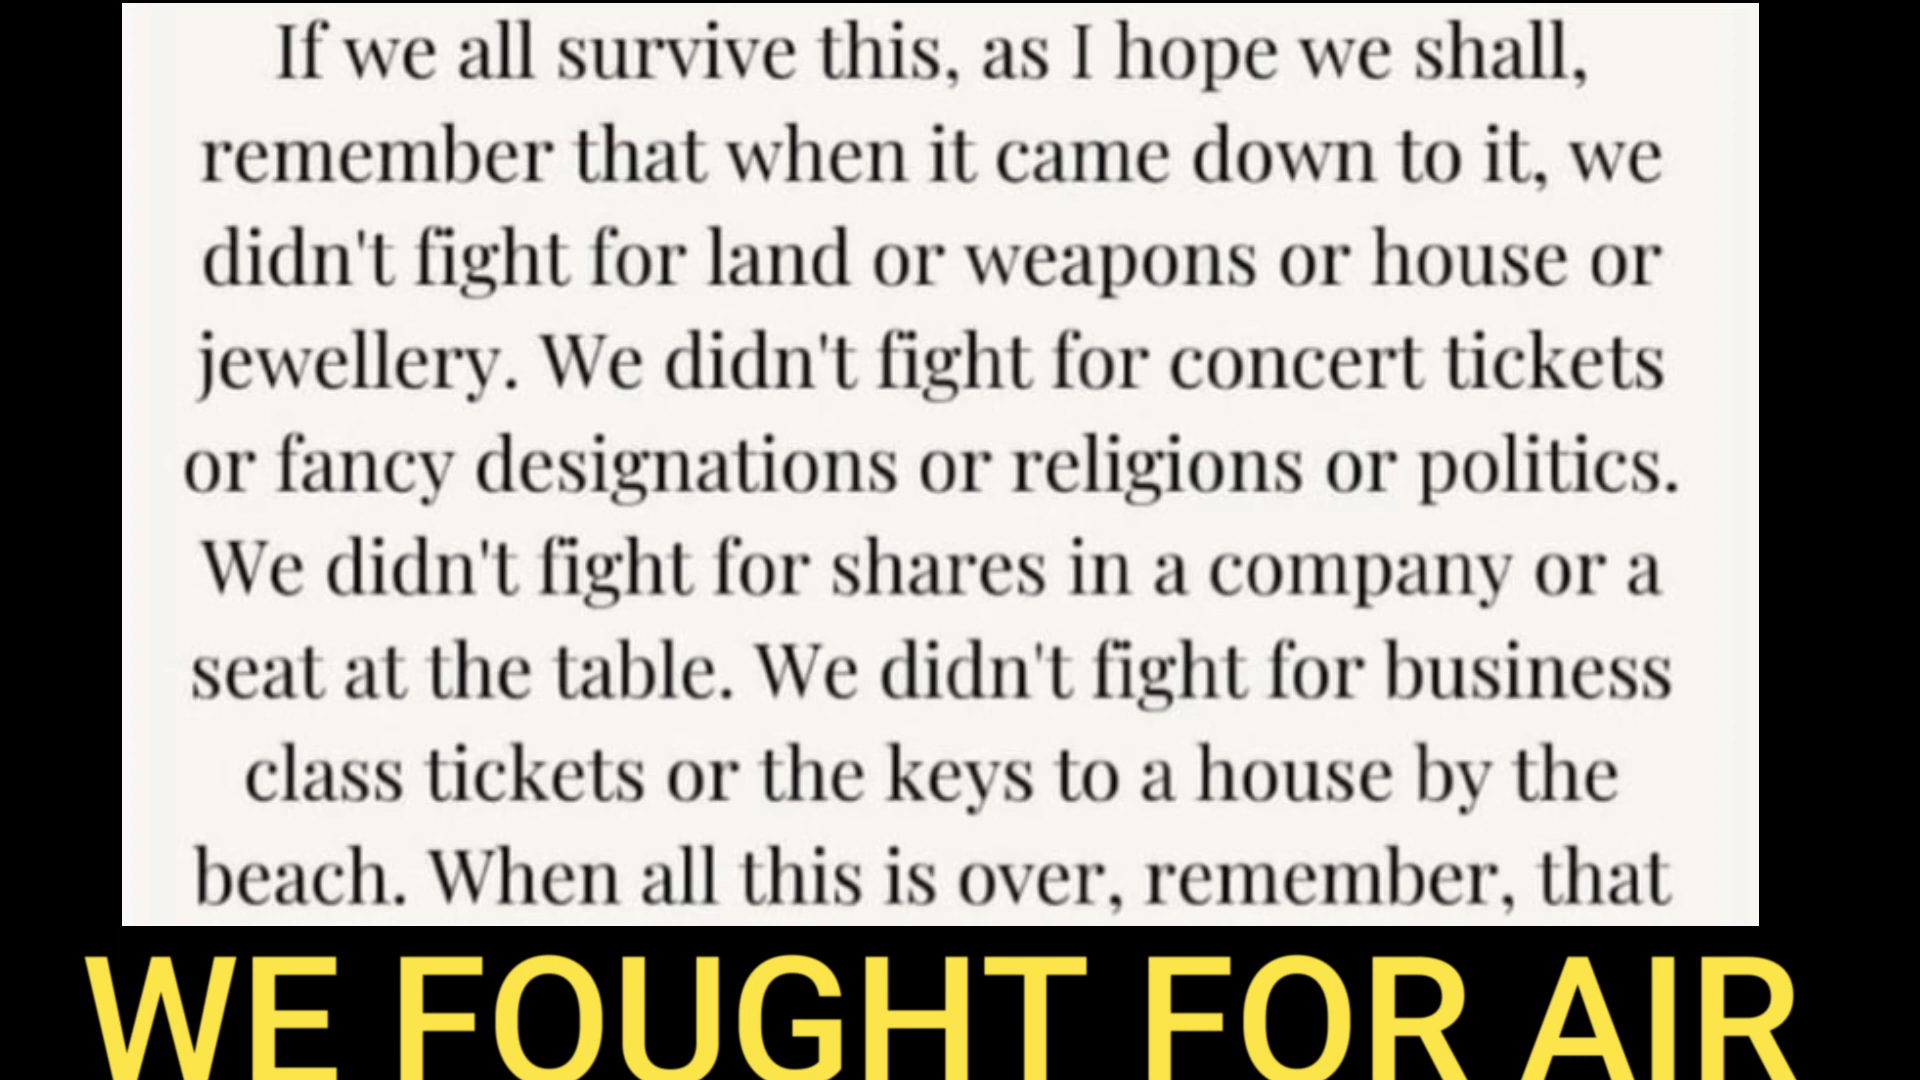 If we all survive this, as I hope we shall,
remember that when it came down to it, we
didn't fight for land or weapons or house or
jewellery. We didn't fight for concert tickets
or fancy designations or religions or politics.
We didn't fight for shares in a company or a
seat at the table. We didn't fight for business
class tickets or the keys to a house by the
beach. When all this is over, remember, that
WE FOUGHT FOR AIR